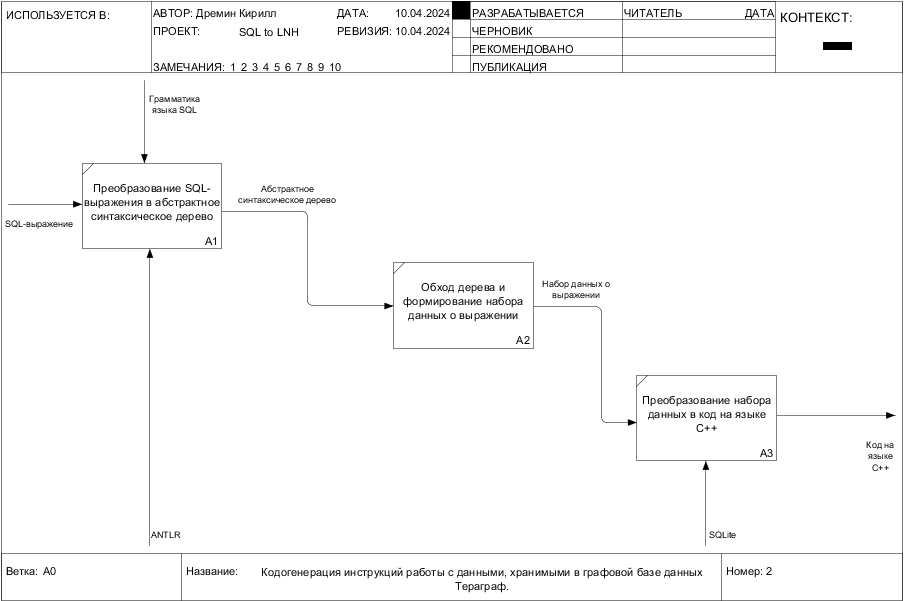 ИСПОЛЬЗУЕТСЯ В:
АВТОР: Дремин Кирилл
ДАТА: 10.04.2024
ПРОЕКТ: SQL to LNH
РЕВИЗИЯ: 10.04.2024
ЗАМЕЧАНИЯ: 1 2 3 4 5 6 7 8 9 10
РАЗРАБАТЫВАЕТСЯ
ЧЕРНОВИК
РЕКОМЕНДОВАНО
ПУБЛИКАЦИЯ
ЧИТАТЕЛЬ
ДАТА
КОНТЕКСТ:
Грамматика
языка SQL
Преобразование SQL-
выражения в абстрактное
синтаксическое дерево
A1
SQL-выражение
Абстрактное
синтаксическое дерево
Обход дерева и
формирование набора
данных о выражении
A2
Набор данных о
выражении
Преобразование набора
данных в код на языке
C++
A3
Код на
языке
C++
ANTLR
SQLite
Ветка: A0
Название:
Кодогенерация инструкций работы с данными, хранимыми в графовой базе данных
Тераграф.
Номер: 2